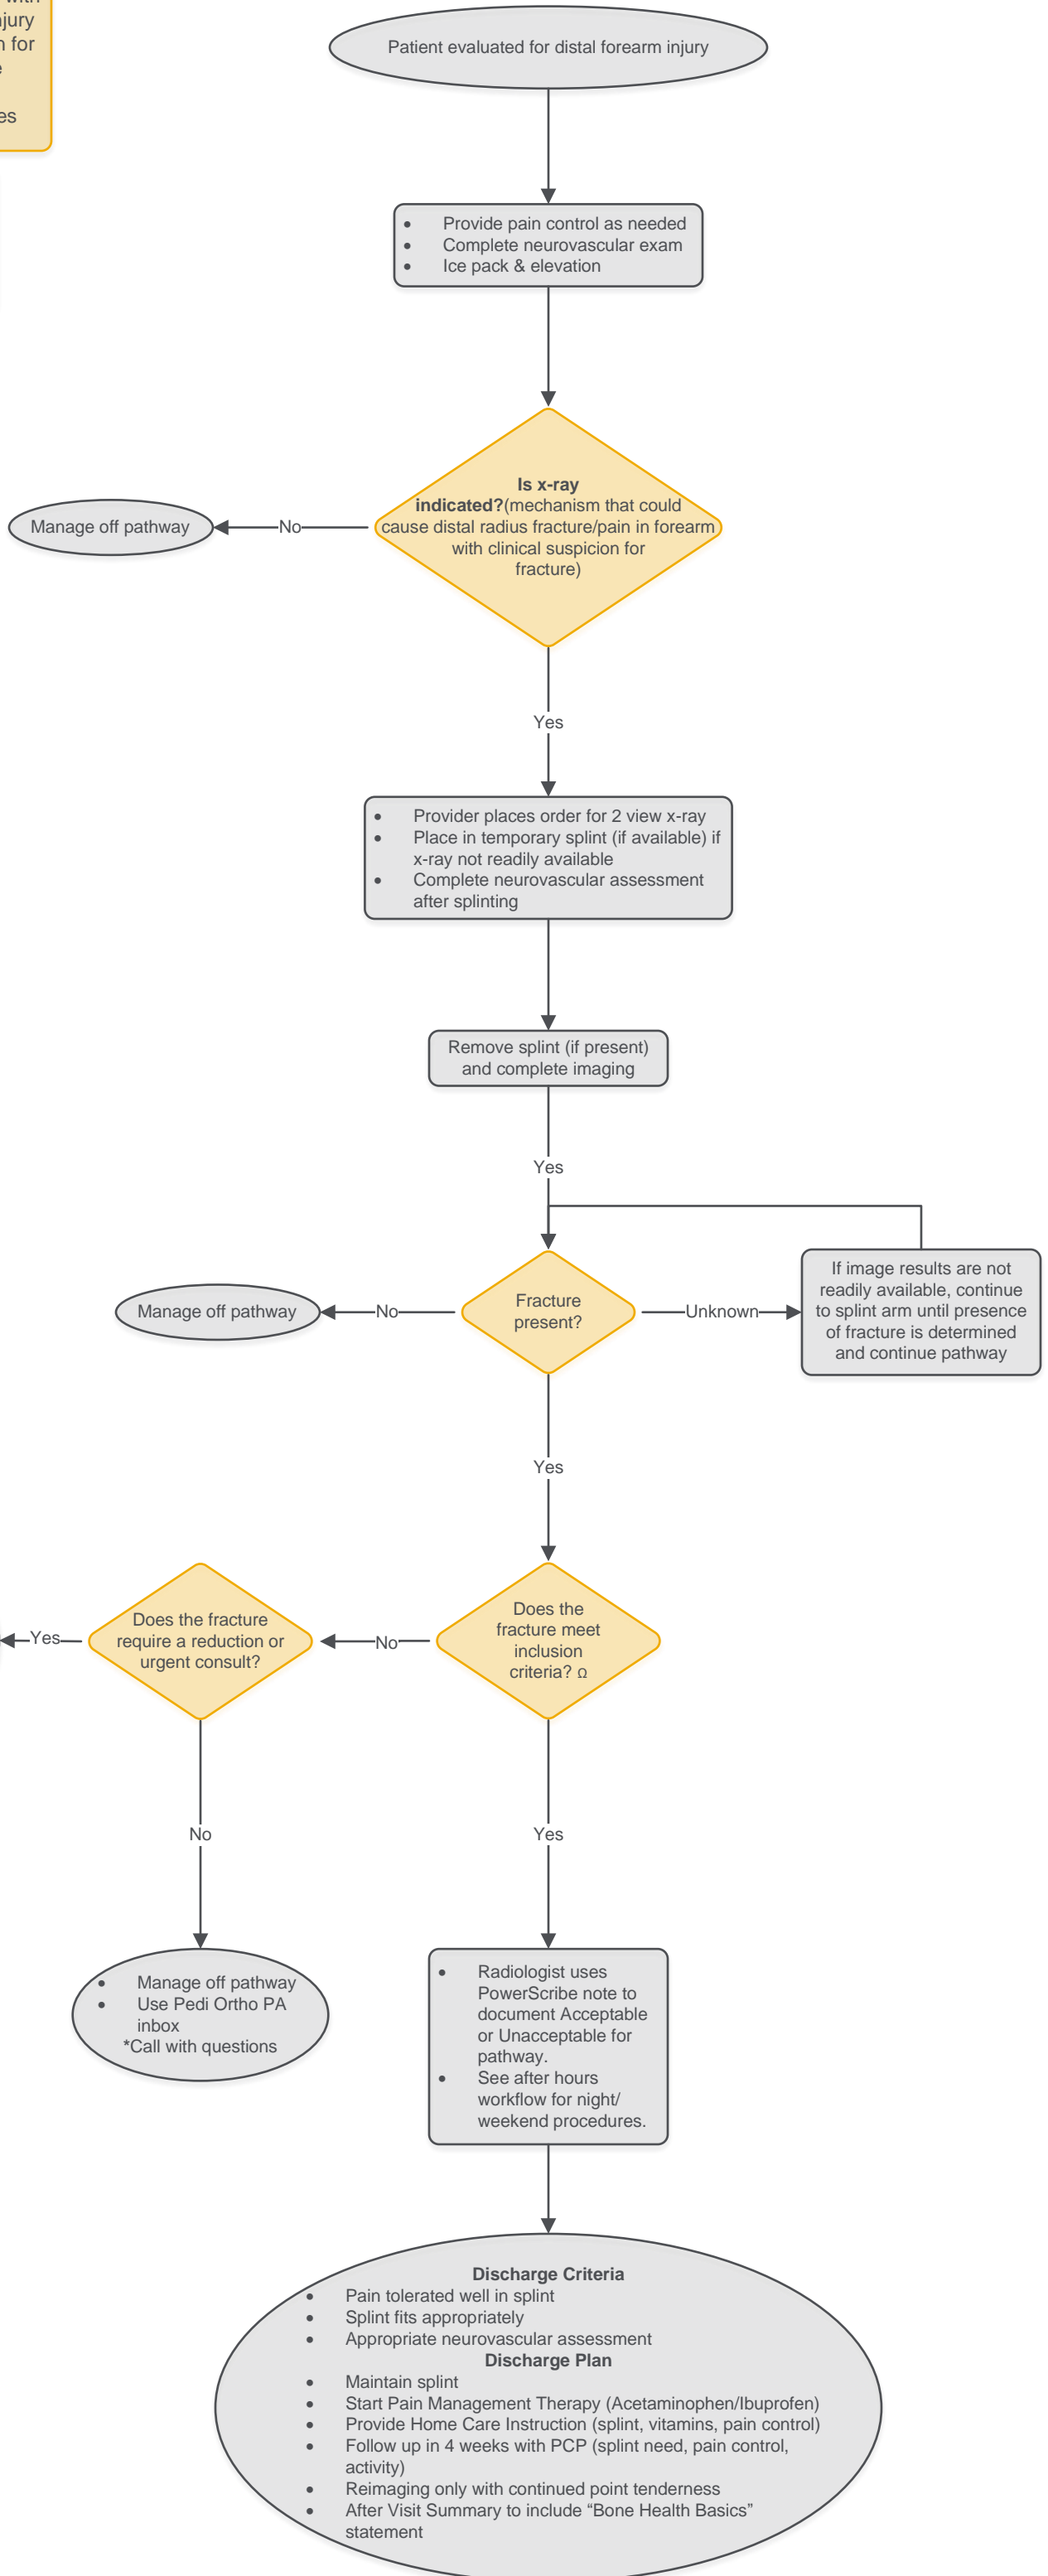 with
njury
n for
e
es
Patient evaluated for distal forearm injury
• Provide pain control as needed
• Complete neurovascular exam
• Ice pack & elevation
Is x-ray
indicated?(mechanism that could
cause distal radius fracture/pain in forearm
with clinical suspicion for
fracture)
No
Manage off pathway
Yes
• Provider places order for 2 view x-ray
• Place in temporary splint (if available) if
x-ray not readily available
• Complete neurovascular assessment
after splinting
Remove splint (if present)
and complete imaging
Yes
Fracture
present?
No
Manage off pathway
Unknown
If image results are not
readily available, continue
to splint arm until presence
of fracture is determined
and continue pathway
Yes
Does the
fracture meet
inclusion
criteria? Ω
No
Does the fracture
require a reduction or
urgent consult?
Yes
No
• Manage off pathway
• Use Pedi Ortho PA
inbox
*Call with questions
Yes
• Radiologist uses
PowerScribe note to
document Acceptable
or Unacceptable for
pathway.
• See after hours
workflow for night/
weekend procedures.
Discharge Criteria
• Pain tolerated well in splint
• Splint fits appropriately
• Appropriate neurovascular assessment
Discharge Plan
• Maintain splint
• Start Pain Management Therapy (Acetaminophen/Ibuprofen)
• Provide Home Care Instruction (splint, vitamins, pain control)
• Follow up in 4 weeks with PCP (splint need, pain control,
activity)
• Reimaging only with continued point tenderness
• After Visit Summary to include “Bone Health Basics”
statement